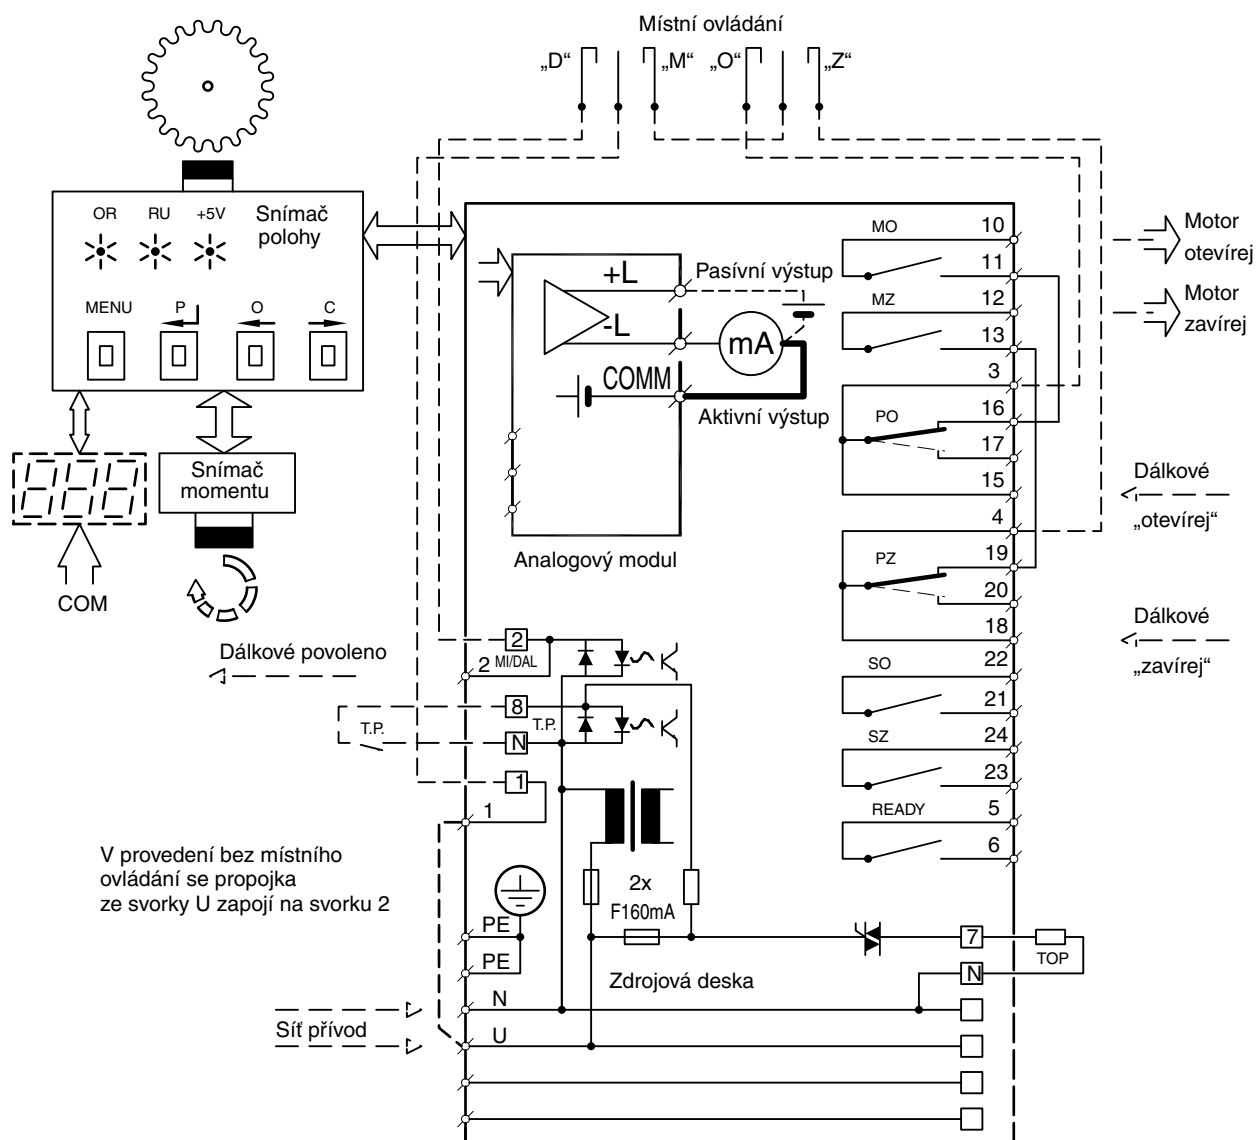 Místní ovládání
„D“
„M“
„O“
„Z“
OR
RU
+5V
Snímač
polohy
MENU
P
O
C
Snímač
momentu
COM
+L
-L
COMM
mA
Pasívní výstup
Aktivní výstup
Analogový modul
MO
10
11
MZ
12
13
3
PO
16
17
15
4
PZ
19
20
18
SO
22
21
SZ
24
23
READY
5
6
Motor
otevírej
Motor
zavírej
Dálkové
„otevírej“
Dálkové
„zavírej“
Dálkové povoleno
2
2 MI/DAL
8
T.P.
T.P.
N
1
1
V provedení bez místního
ovládání se propojka
ze svorky U zapojí na svorku 2
2x
F160mA
PE
PE
7
TOP
N
Zdrojová deska
N
Síť přívod
U